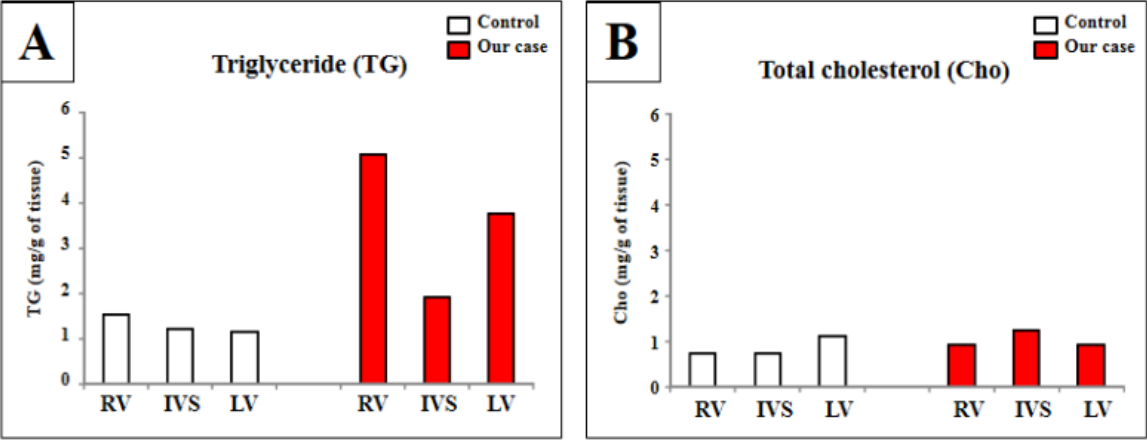 A
Control
Our case
Triglyceride (TG)
TG (mg/g of tissue)
6
5
4
3
2
1
0
RV IVS LV RV IVS LV
B
Control
Our case
Total cholesterol (Cho)
Cho (mg/g of tissue)
6
5
4
3
2
1
0
RV IVS LV RV IVS LV